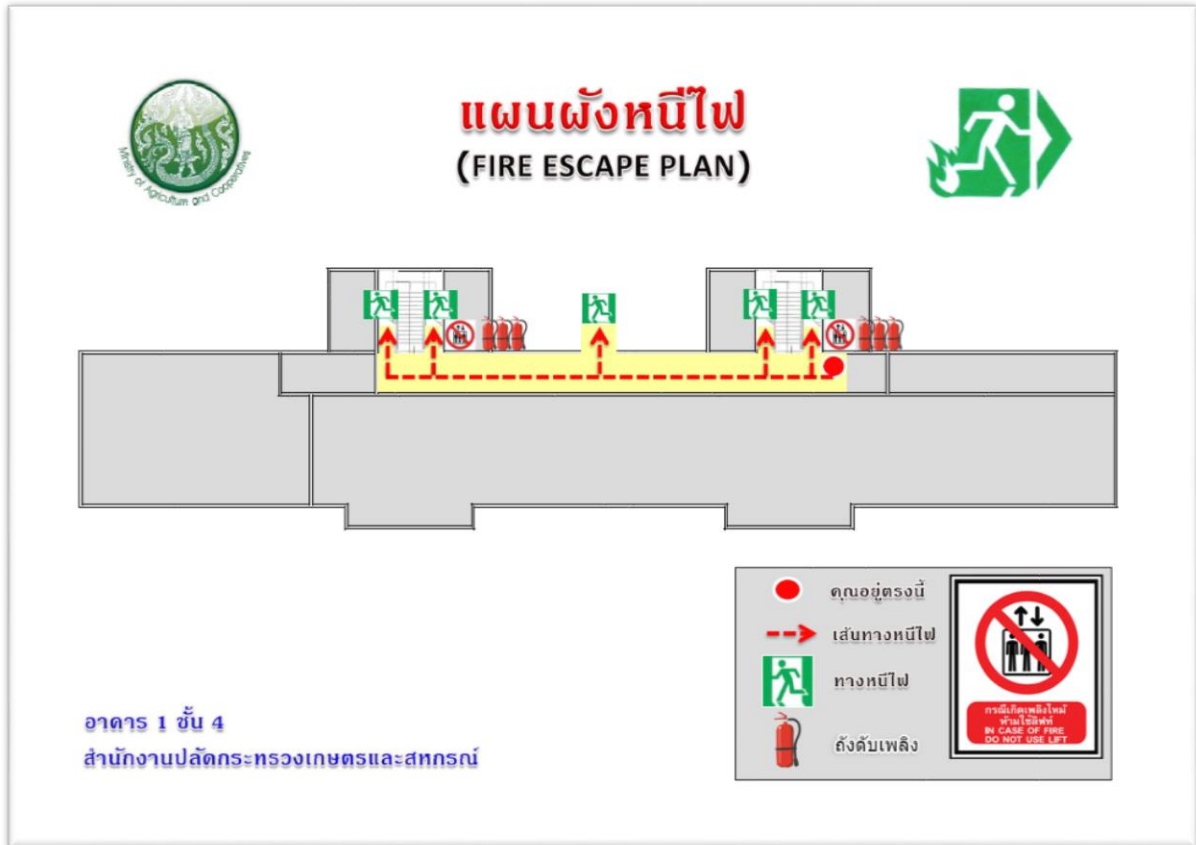 แผนผังหนีไฟ
(FIRE ESCAPE PLAN)
Ministry of Agriculture and Cooperatives
คุณอยู่ตรงนี้
เส้นทางหนีไฟ
ทางหนีไฟ
ถังดับเพลิง
กรณีเกิดเพลิงไหม้
ห้ามใช้ลิฟท์
IN CASE OF FIRE
DO NOT USE LIFT
อาคาร 1 ชั้น 4
สำนักงานปลัดกระทรวงเกษตรและสหกรณ์